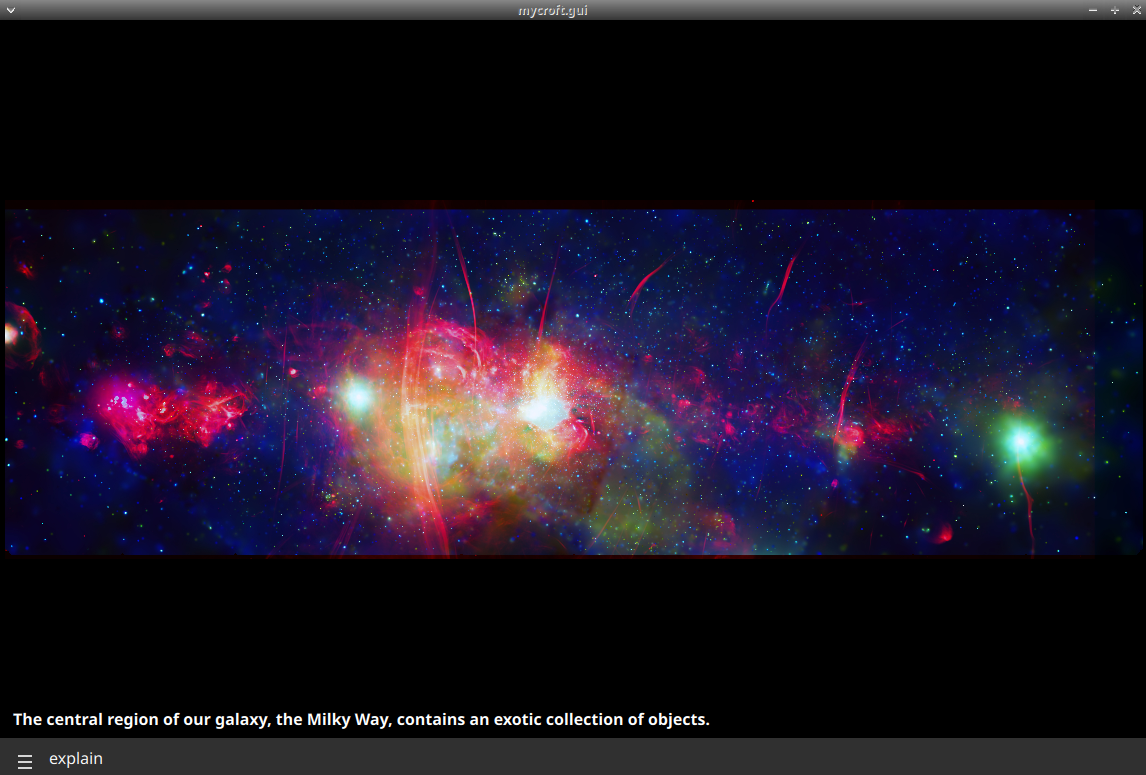 mycroft.gui
The central region of our galaxy, the Milky Way, contains an exotic collection of objects.
explain